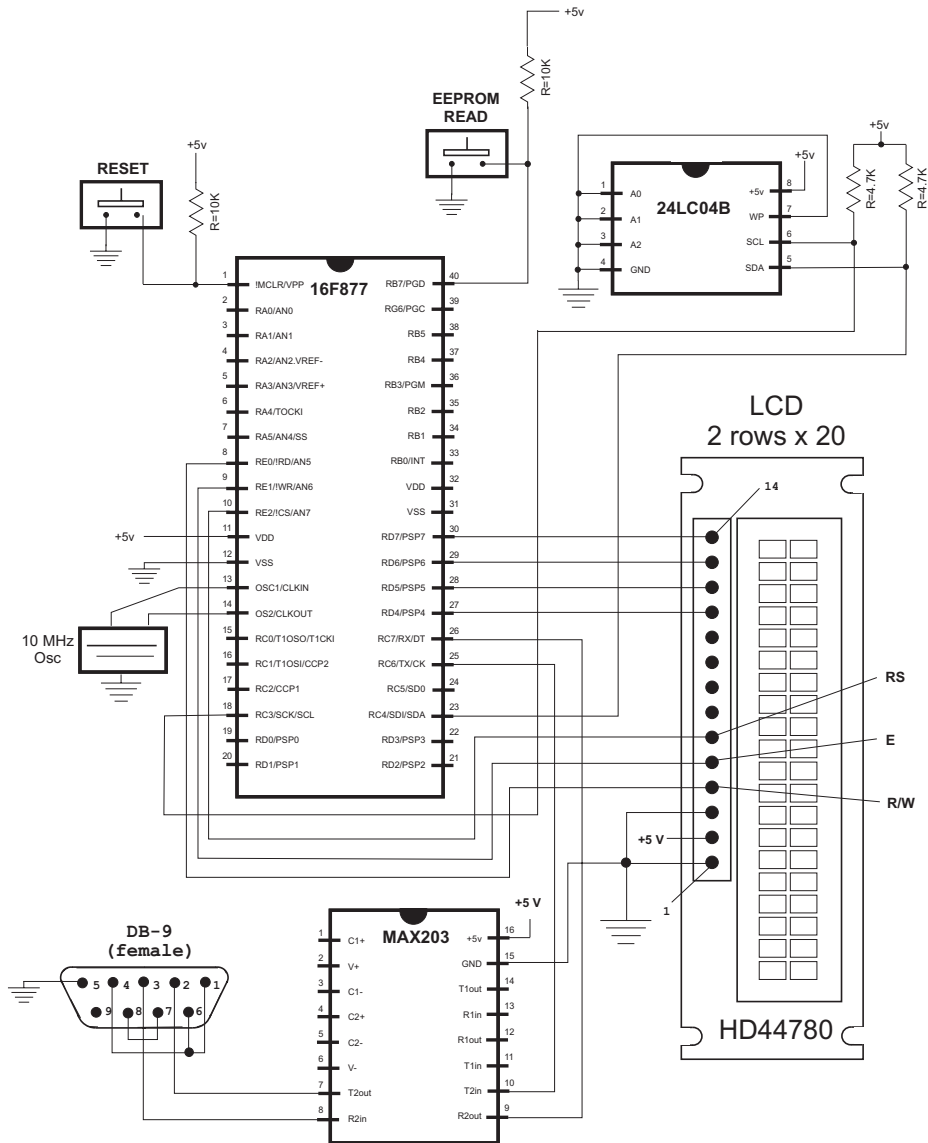 +5v
R=10K
EEPROM
READ
+5v
RESET
R=10K
+5v
R=4.7K
R=4.7K
24LC04B
+5v
1 A0
2 A1
3 A2
4 GND
+5v 8
WP 7
SCL 6
SDA 5
16F877
1 !MCLR/VPP
2 RA0/AN0
3 RA1/AN1
4 RA2/AN2.VREF-
5 RA3/AN3/VREF+
6 RA4/TOCKI
7 RA5/AN4/SS
8 RE0/!RD/AN5
9 RE1/!WR/AN6
10 RE2/!CS/AN7
11 VDD
12 VSS
13 OSC1/CLKIN
14 OS2/CLKOUT
15 RC0/T1OSO/T1CKI
16 RC1/T1OSI/CCP2
17 RC2/CCP1
18 RC3/SCK/SCL
19 RD0/PSP0
20 RD1/PSP1
RB7/PGD 40
RG6/PGC 39
RB5 38
RB4 37
RB3/PGM 36
RB2 35
RB1 34
RB0/INT 33
VDD 32
VSS 31
RD7/PSP7 30
RD6/PSP6 29
RD5/PSP5 28
RD4/PSP4 27
RC7/RX/DT 26
RC6/TX/CK 25
RC5/SD0 24
RC4/SDI/SDA 23
RD3/PSP3 22
RD2/PSP2 21
+5v
10 MHz
Osc
LCD
2 rows x 20
14
RS
E
R/W
+5 V
1
HD44780
DB-9
(female)
5 4 3 2 1
9 8 7 6
MAX203
+5 V
1 C1+
2 V+
3 C1-
4 C2+
5 C2-
6 V-
7 T2out
8 R2in
+5v 16
GND 15
T1out 14
R1in 13
R1out 12
T1in 11
T2in 10
R2out 9